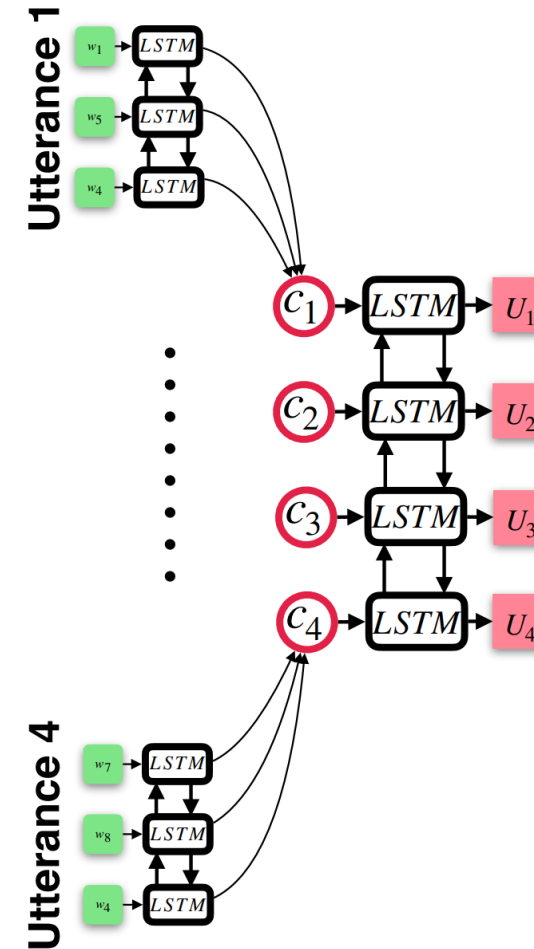 Utterance 1
w1 LSTM
w5 LSTM
w4 LSTM
c1 LSTM U1
c2 LSTM U2
c3 LSTM U3
c4 LSTM U4
Utterance 4
w7 LSTM
w8 LSTM
w4 LSTM